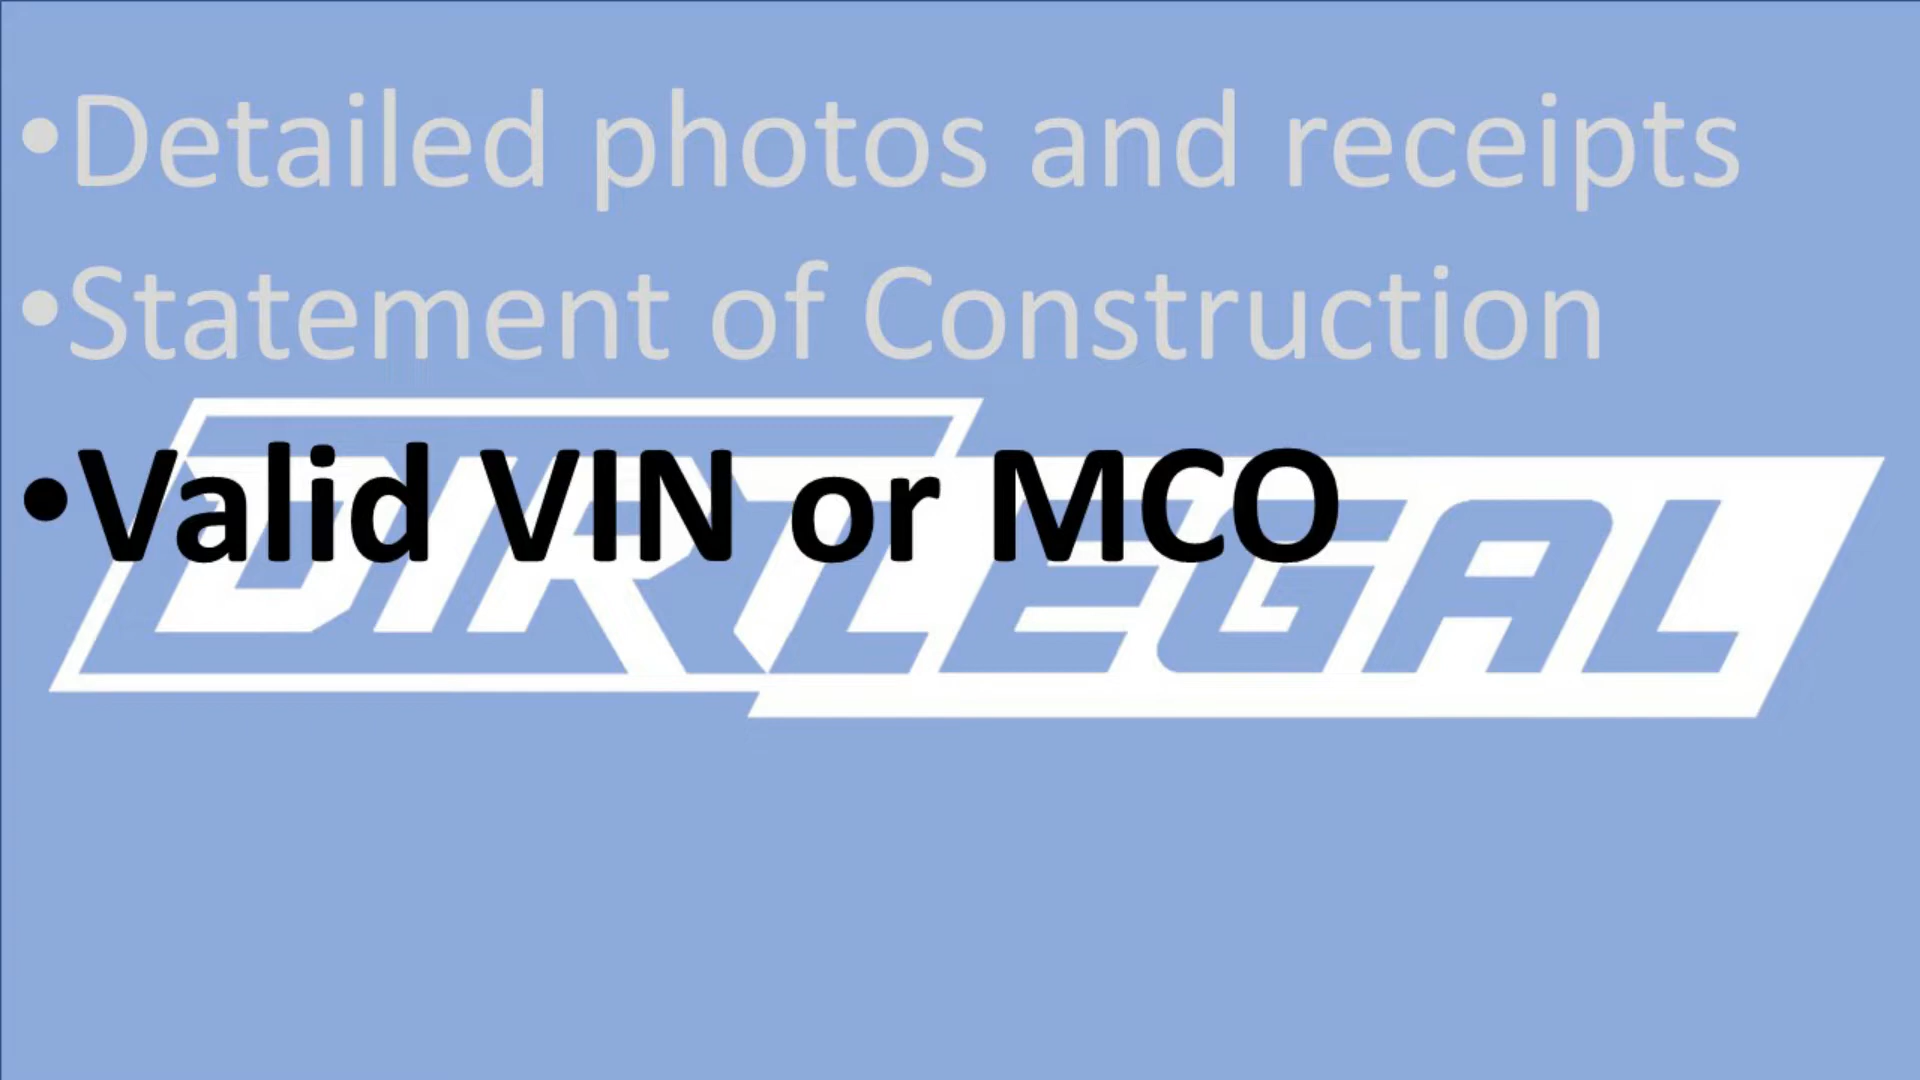 •Detailed photos and receipts
•Statement of Construction
•Valid VIN or MCO
DIRTLEGAL